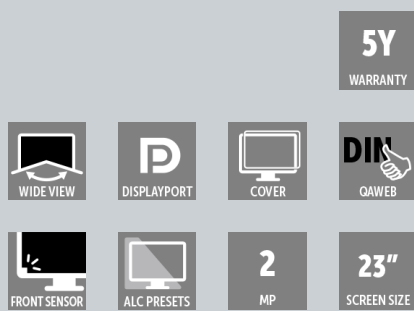 5Y
WARRANTY
WIDE VIEW
DISPLAYPORT
COVER
DIN
QAWEB
FRONT SENSOR
ALC PRESETS
2
MP
23"
SCREEN SIZE